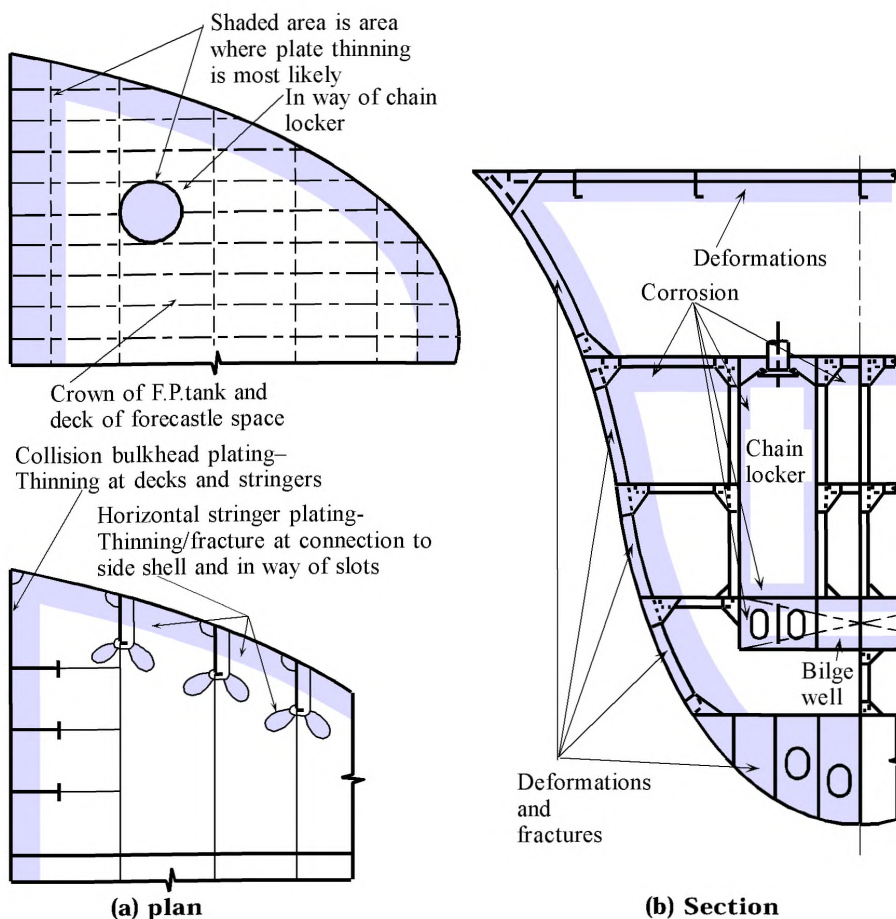 Shaded area is area
where plate thinning
is most likely
In way of chain
locker
Crown of F.P.tank and
deck of forecastle space
Collision bulkhead plating–
Thinning at decks and stringers
Horizontal stringer plating-
Thinning/fracture at connection to
side shell and in way of slots
(a) plan
Deformations
Corrosion
Chain
locker
Bilge
well
Deformations
and
fractures
(b) Section